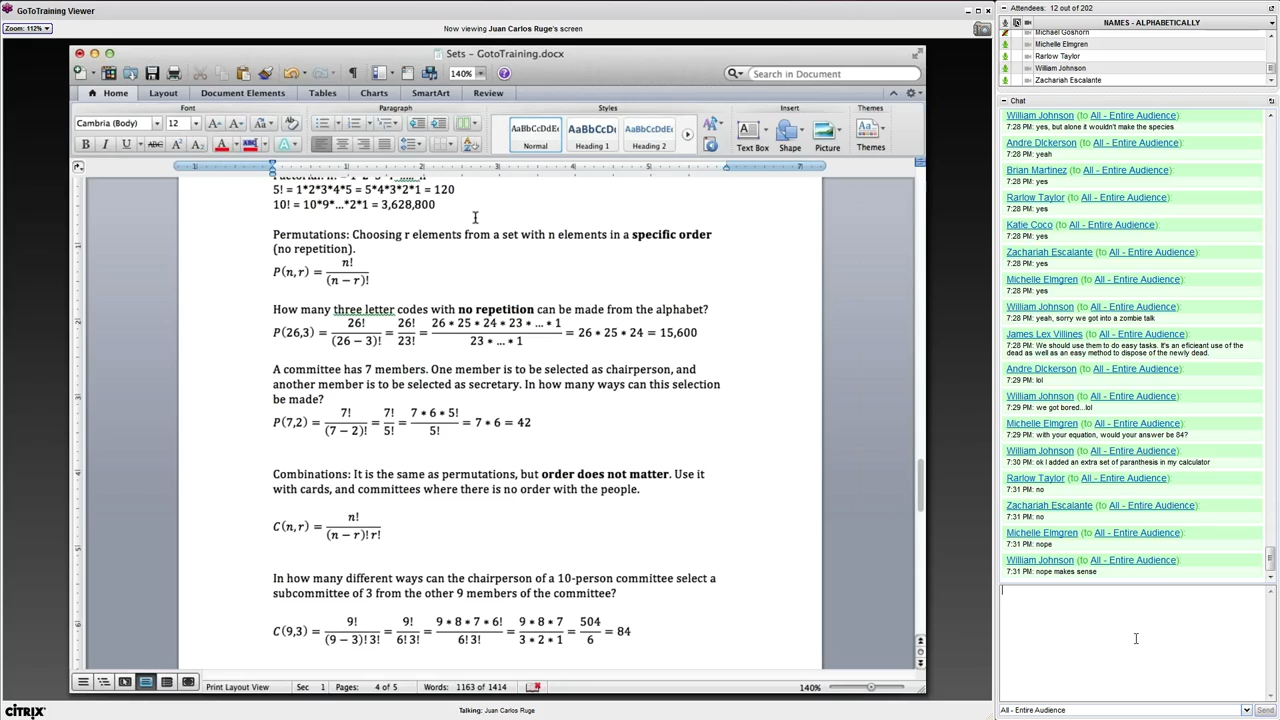 GoToTraining Viewer
Zoom: 112%
Now viewing Juan Carlos Ruge's screen
Sets – GotoTraining.docx
140%
Search in Document
Home Layout Document Elements Tables Charts SmartArt Review
Font Paragraph Styles Insert Themes
Cambria (Body) 12
AaBbCcDdE Normal
AaBbCcDc Heading 1
AaBbCcDdE Heading 2
Text Box Shape Picture Themes
5! = 1*2*3*4*5 = 5*4*3*2*1 = 120
10! = 10*9*...*2*1 = 3,628,800
Permutations: Choosing r elements from a set with n elements in a specific order
(no repetition).
P(n, r) = n! / (n − r)!
How many three letter codes with no repetition can be made from the alphabet?
P(26,3) = 26! / (26 − 3)! = 26! / 23! = 26 * 25 * 24 * 23 * … * 1 / 23 * … * 1 = 26 * 25 * 24 = 15,600
A committee has 7 members. One member is to be selected as chairperson, and
another member is to be selected as secretary. In how many ways can this selection
be made?
P(7,2) = 7! / (7 − 2)! = 7! / 5! = 7 * 6 * 5! / 5! = 7 * 6 = 42
Combinations: It is the same as permutations, but order does not matter. Use it
with cards, and committees where there is no order with the people.
C(n, r) = n! / (n − r)! r!
In how many different ways can the chairperson of a 10-person committee select a
subcommittee of 3 from the other 9 members of the committee?
C(9,3) = 9! / (9 − 3)! 3! = 9! / 6! 3! = 9 * 8 * 7 * 6! / 6! 3! = 9 * 8 * 7 / 3 * 2 * 1 = 504 / 6 = 84
Print Layout View Sec 1 Pages: 4 of 5 Words: 1163 of 1414 140%
CITRIX
Talking: Juan Carlos Ruge
Attendees: 12 out of 202
NAMES - ALPHABETICALLY
Michael Goshorn
Michelle Elmgren
Rarlow Taylor
William Johnson
Zachariah Escalante
Chat
William Johnson (to All - Entire Audience):
7:28 PM: yes, but alone it wouldn't make the species
Andre Dickerson (to All - Entire Audience):
7:28 PM: yeah
Brian Martinez (to All - Entire Audience):
7:28 PM: yes
Rarlow Taylor (to All - Entire Audience):
7:28 PM: yes
Katie Coco (to All - Entire Audience):
7:28 PM: yes
Zachariah Escalante (to All - Entire Audience):
7:28 PM: yes
Michelle Elmgren (to All - Entire Audience):
7:28 PM: yes
William Johnson (to All - Entire Audience):
7:28 PM: yeah, sorry we got into a zombie talk
James Lex Villines (to All - Entire Audience):
7:28 PM: We should use them to do easy tasks. It's an eficieant use of the
dead as well as an easy method to dispose of the newly dead.
Andre Dickerson (to All - Entire Audience):
7:29 PM: lol
William Johnson (to All - Entire Audience):
7:29 PM: we got bored...lol
Michelle Elmgren (to All - Entire Audience):
7:29 PM: with your equation, would your answer be 84?
William Johnson (to All - Entire Audience):
7:30 PM: ok I added an extra set of paranthesis in my calculator
Rarlow Taylor (to All - Entire Audience):
7:31 PM: no
Zachariah Escalante (to All - Entire Audience):
7:31 PM: no
Michelle Elmgren (to All - Entire Audience):
7:31 PM: nope
William Johnson (to All - Entire Audience):
7:31 PM: nope makes sense
All - Entire Audience
Send